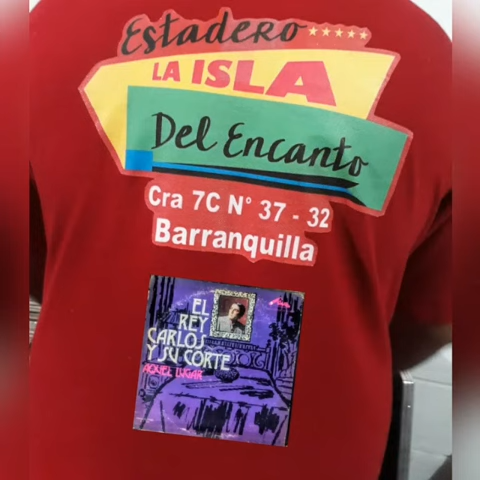 Estadero
LA ISLA
Del Encanto
Cra 7C N° 37 - 32
Barranquilla
EL
REY
CARLOS
Y SU CORTE
AQUEL LUGAR